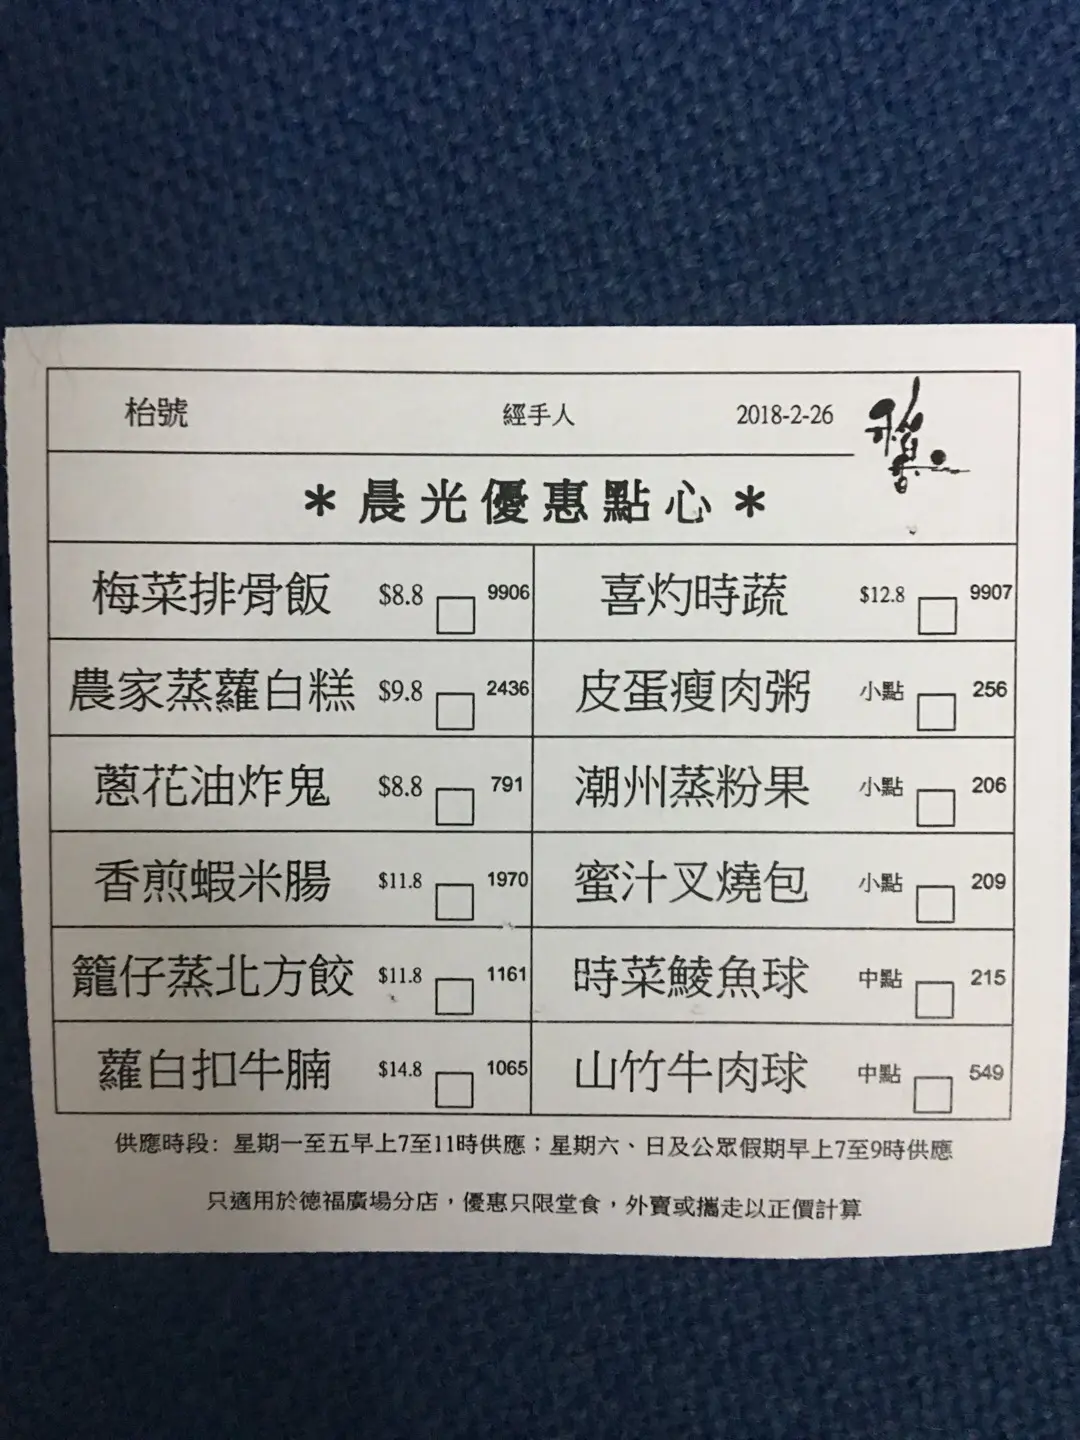 枱號 經手人 2018-2-26
＊晨光優惠點心＊
梅菜排骨飯 $8.8 9906 喜灼時蔬 $12.8 9907
農家蒸蘿白糕 $9.8 2436 皮蛋瘦肉粥 小點 256
蔥花油炸鬼 $8.8 791 潮州蒸粉果 小點 206
香煎蝦米腸 $11.8 1970 蜜汁叉燒包 小點 209
籠仔蒸北方餃 $11.8 1161 時菜鯪魚球 中點 215
蘿白扣牛腩 $14.8 1065 山竹牛肉球 中點 549
供應時段: 星期一至五早上7至11時供應；星期六、日及公眾假期早上7至9時供應
只適用於德福廣場分店，優惠只限堂食，外賣或攜走以正價計算